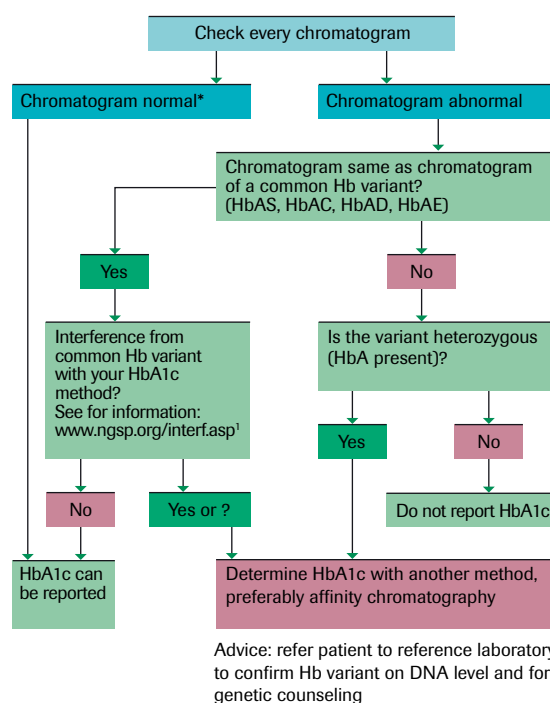 Check every chromatogram
Chromatogram normal*
Chromatogram abnormal
Chromatogram same as chromatogram
of a common Hb variant?
(HbAS, HbAC, HbAD, HbAE)
Yes
No
Interference from
common Hb variant
with your HbA1c
method?
See for information:
www.ngsp.org/interf.asp¹
Is the variant heterozygous
(HbA present)?
Yes
No
No
Yes or ?
Do not report HbA1c
HbA1c can
be reported
Determine HbA1c with another method,
preferably affinity chromatography
Advice: refer patient to reference laboratory
to confirm Hb variant on DNA level and for
genetic counseling